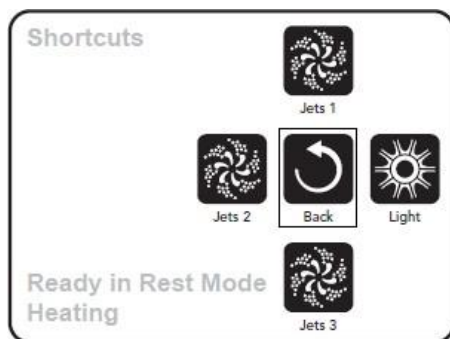 Shortcuts
Jets 1
Jets 2
Back
Light
Ready in Rest Mode
Heating
Jets 3